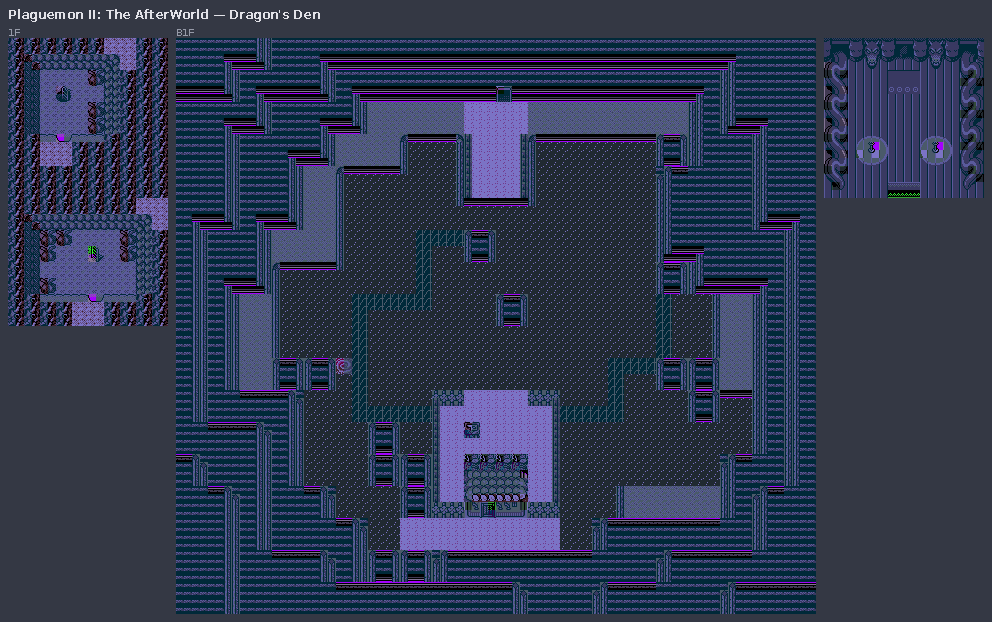 Plaguemon II: The AfterWorld — Dragon's Den
1F
B1F